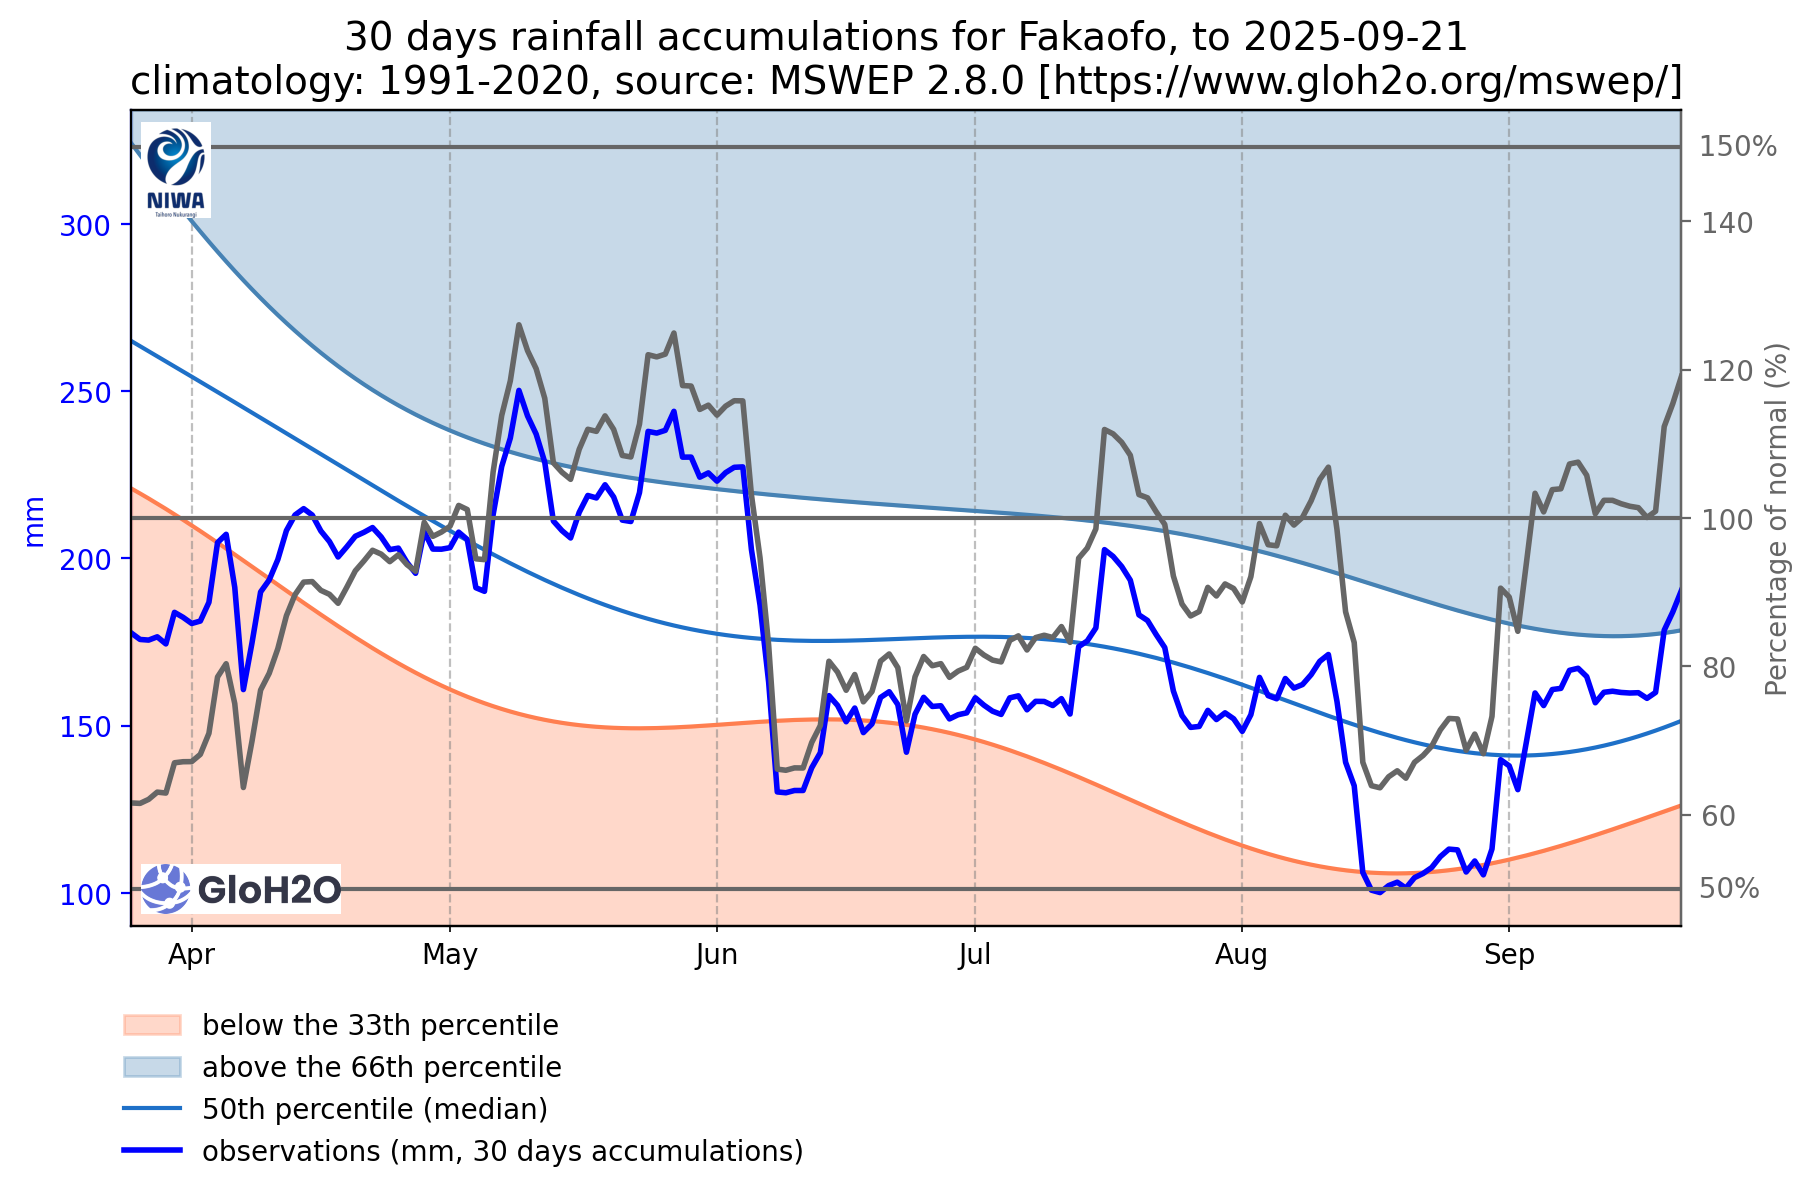 30 days rainfall accumulations for Fakaofo, to 2025-09-21
climatology: 1991-2020, source: MSWEP 2.8.0 [https://www.gloh2o.org/mswep/]
NIWA
Taihoro Nukurangi
150%
300
140
250
120
mm
100
Percentage of normal (%)
200
80
150
60
GloH2O
100
50%
Apr
May
Jun
Jul
Aug
Sep
below the 33th percentile
above the 66th percentile
50th percentile (median)
observations (mm, 30 days accumulations)